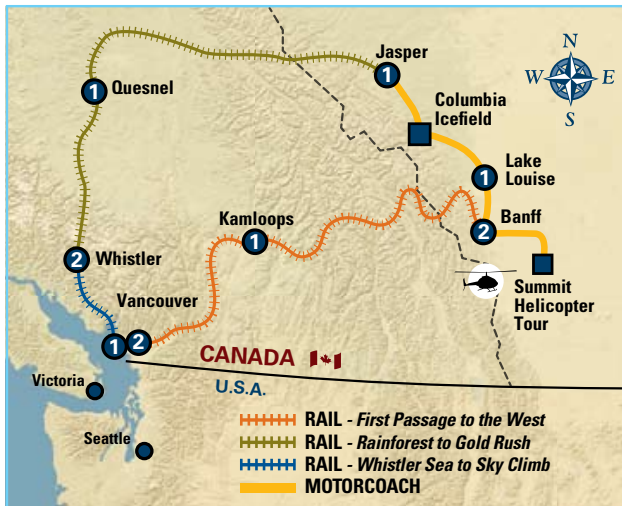 N
W E
S
Jasper
1
Quesnel
1
Columbia
Icefield
Lake
Louise
1
Banff
2
Kamloops
1
Whistler
2
Summit
Helicopter
Tour
Vancouver
1 2
CANADA
U.S.A.
Victoria
Seattle
RAIL - First Passage to the West
RAIL - Rainforest to Gold Rush
RAIL - Whistler Sea to Sky Climb
MOTORCOACH